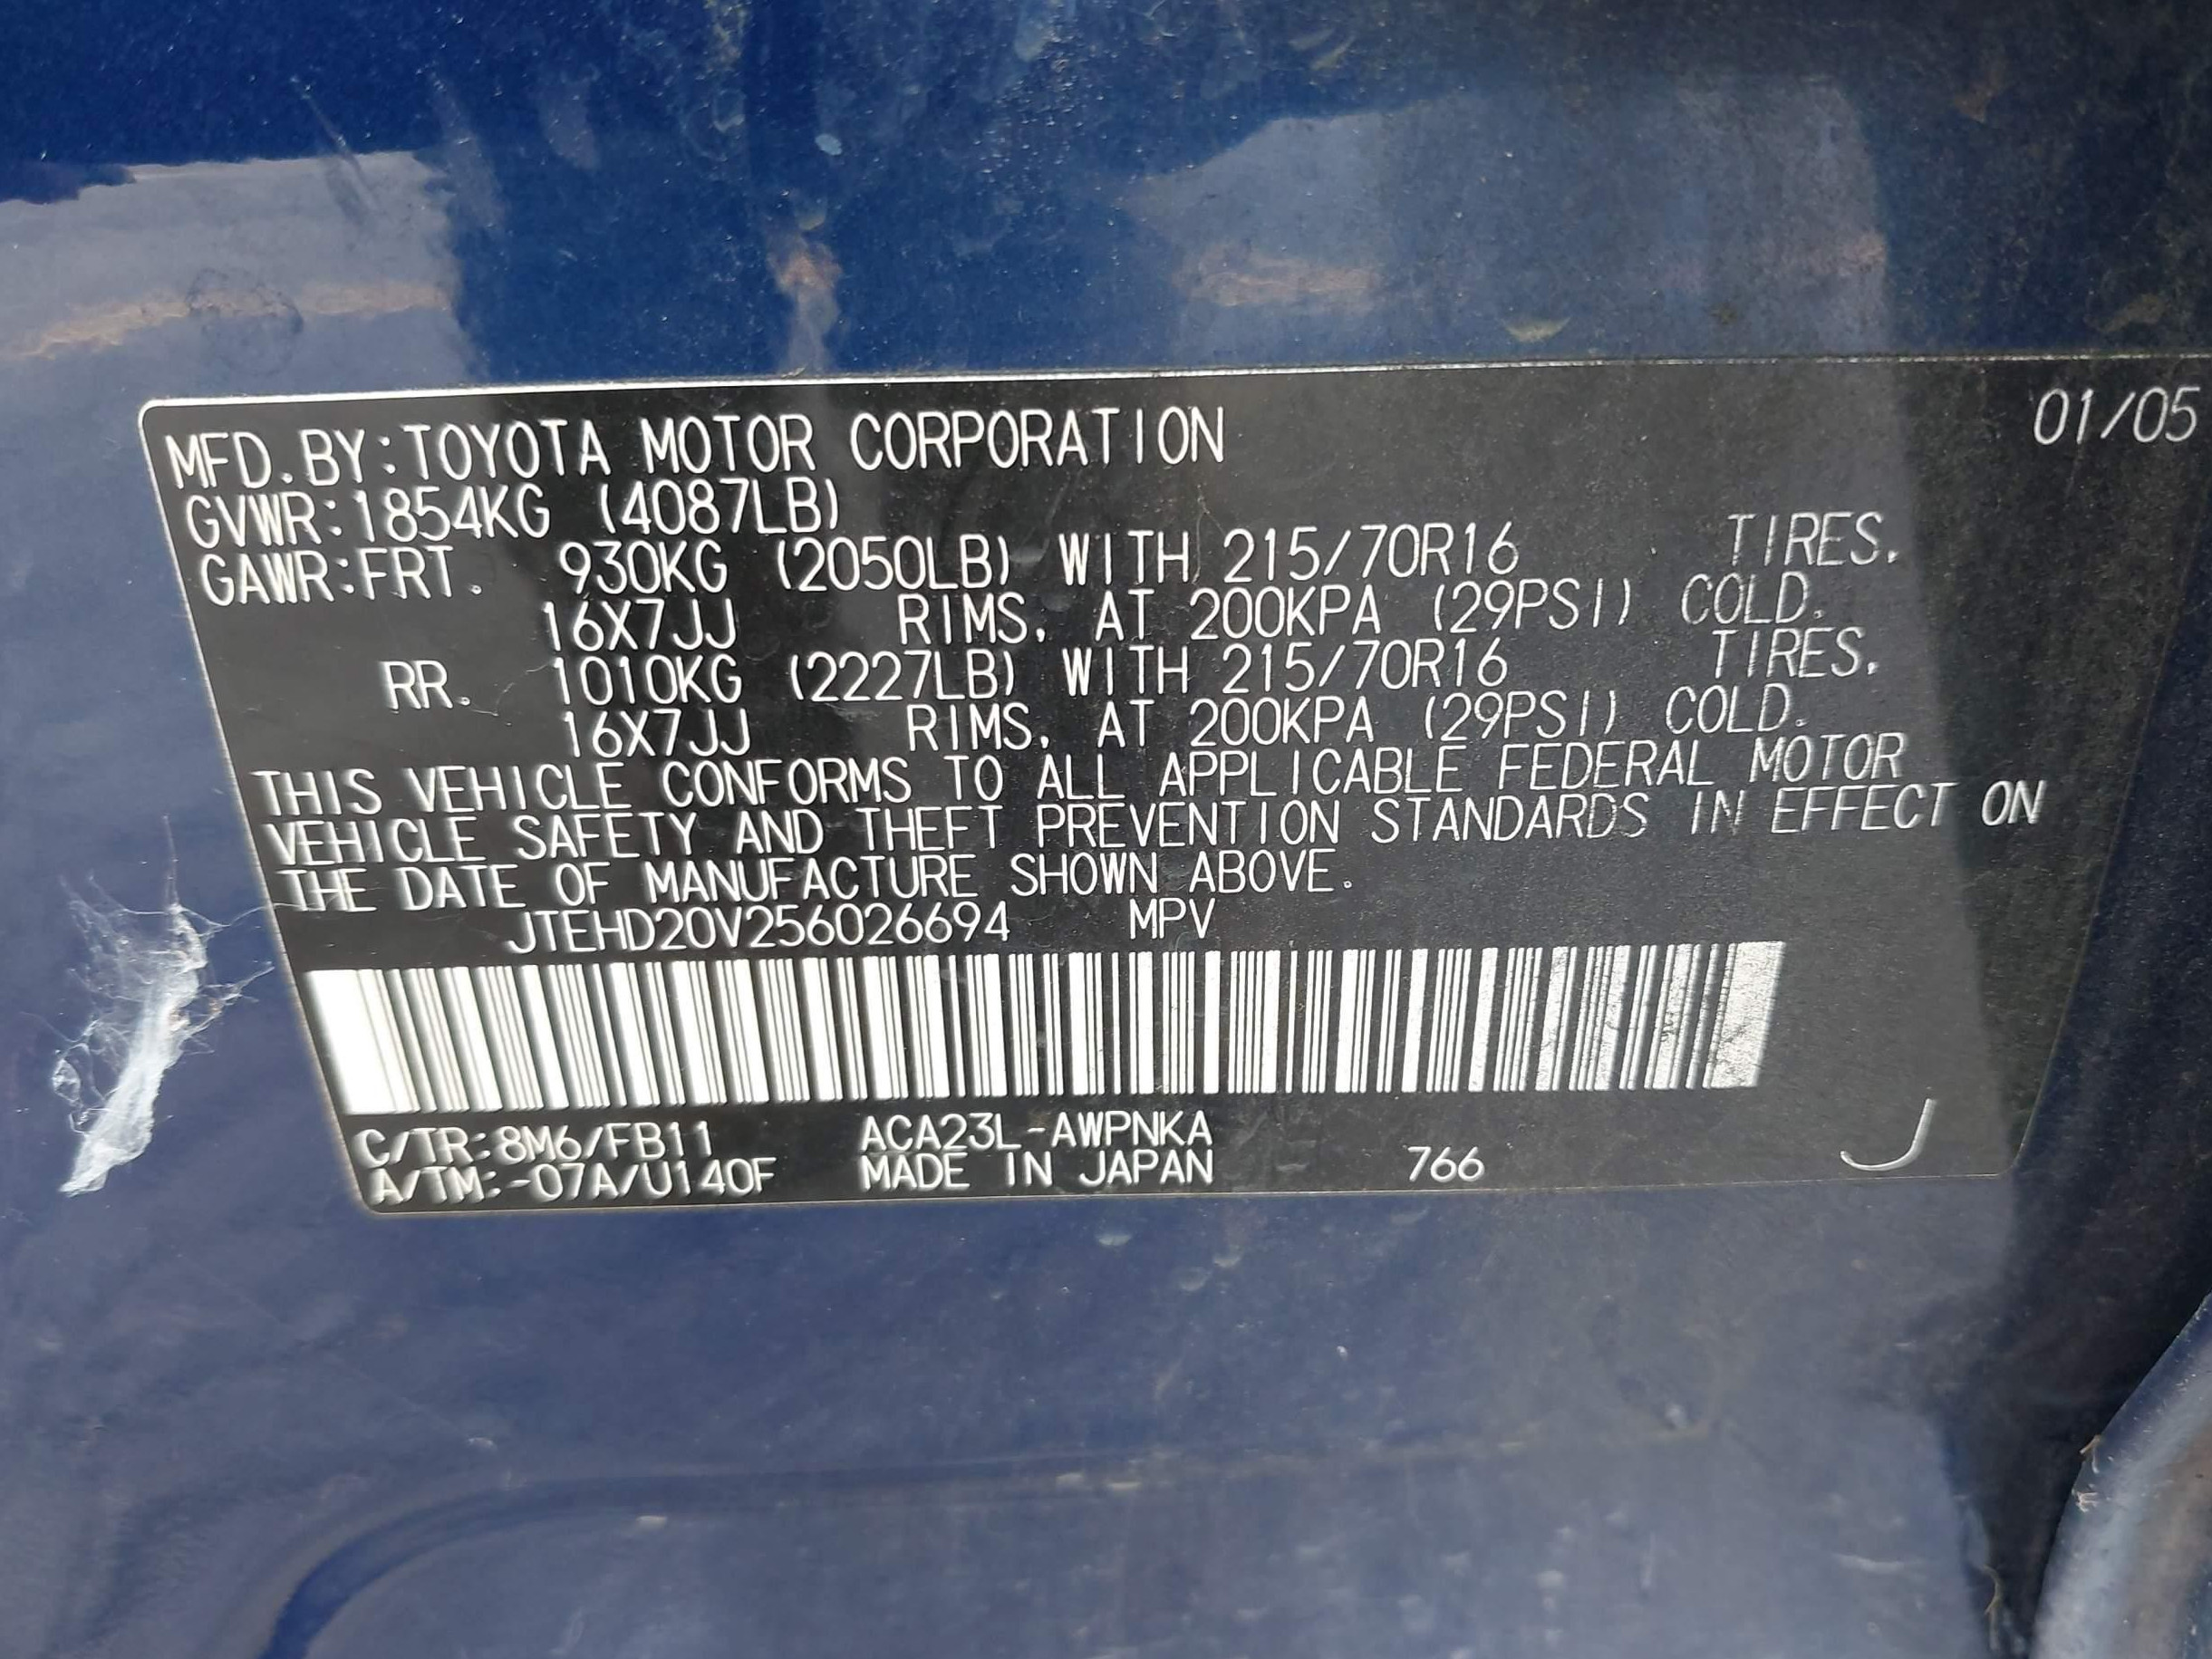 01/05
MFD.BY:TOYOTA MOTOR CORPORATION
GVWR:1854KG (4087LB)
GAWR:FRT. 930KG (2050LB) WITH 215/70R16 TIRES.
16X7JJ RIMS, AT 200KPA (29PSI) COLD.
RR. 1010KG (2227LB) WITH 215/70R16 TIRES,
16X7JJ RIMS, AT 200KPA (29PSI) COLD.
THIS VEHICLE CONFORMS TO ALL APPLICABLE FEDERAL MOTOR
VEHICLE SAFETY AND THEFT PREVENTION STANDARDS IN EFFECT ON
THE DATE OF MANUFACTURE SHOWN ABOVE.
JTEHD20V256026694 MPV
C/TR:8M6/FB11 ACA23L-AWPNKA
A/TM:-07A/U140F MADE IN JAPAN 766 J